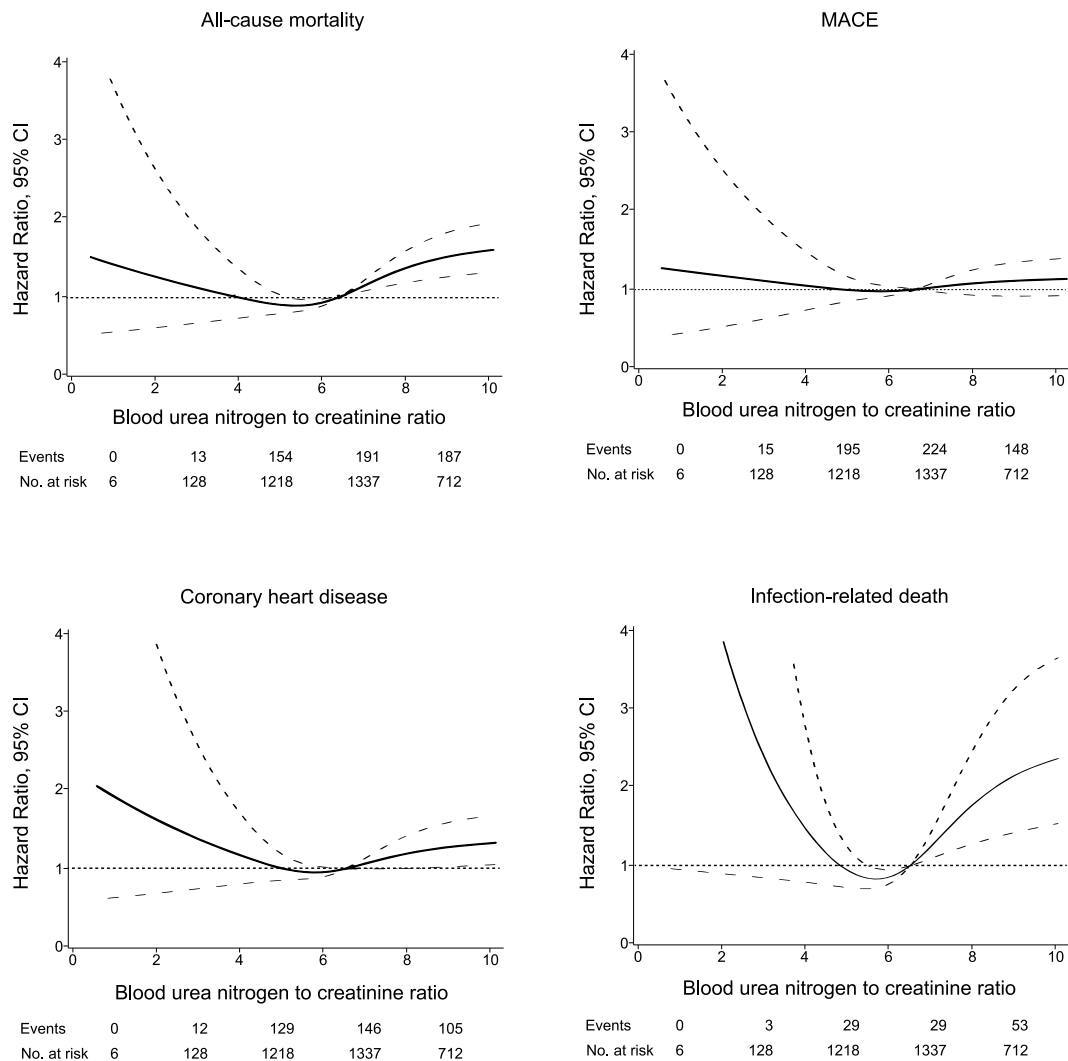 All-cause mortality
4
3
2
1
0
Hazard Ratio, 95% CI
0 2 4 6 8 10
Blood urea nitrogen to creatinine ratio
Events 0 13 154 191 187
No. at risk 6 128 1218 1337 712
MACE
4
3
2
1
0
Hazard Ratio, 95% CI
0 2 4 6 8 10
Blood urea nitrogen to creatinine ratio
Events 0 15 195 224 148
No. at risk 6 128 1218 1337 712
Coronary heart disease
4
3
2
1
0
Hazard Ratio, 95% CI
0 2 4 6 8 10
Blood urea nitrogen to creatinine ratio
Events 0 12 129 146 105
No. at risk 6 128 1218 1337 712
Infection-related death
4
3
2
1
0
Hazard Ratio, 95% CI
0 2 4 6 8 10
Blood urea nitrogen to creatinine ratio
Events 0 3 29 29 53
No. at risk 6 128 1218 1337 712